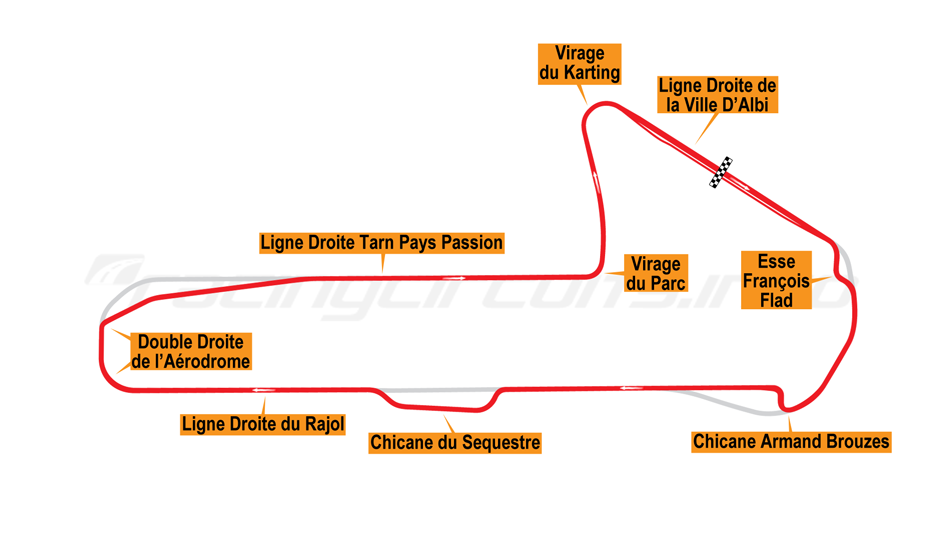 Virage
du Karting
Ligne Droite de
la Ville D'Albi
Ligne Droite Tarn Pays Passion
Virage
du Parc
Esse
François
Flad
racingcircuits.info
Double Droite
de l'Aérodrome
Ligne Droite du Rajol
Chicane du Sequestre
Chicane Armand Brouzes